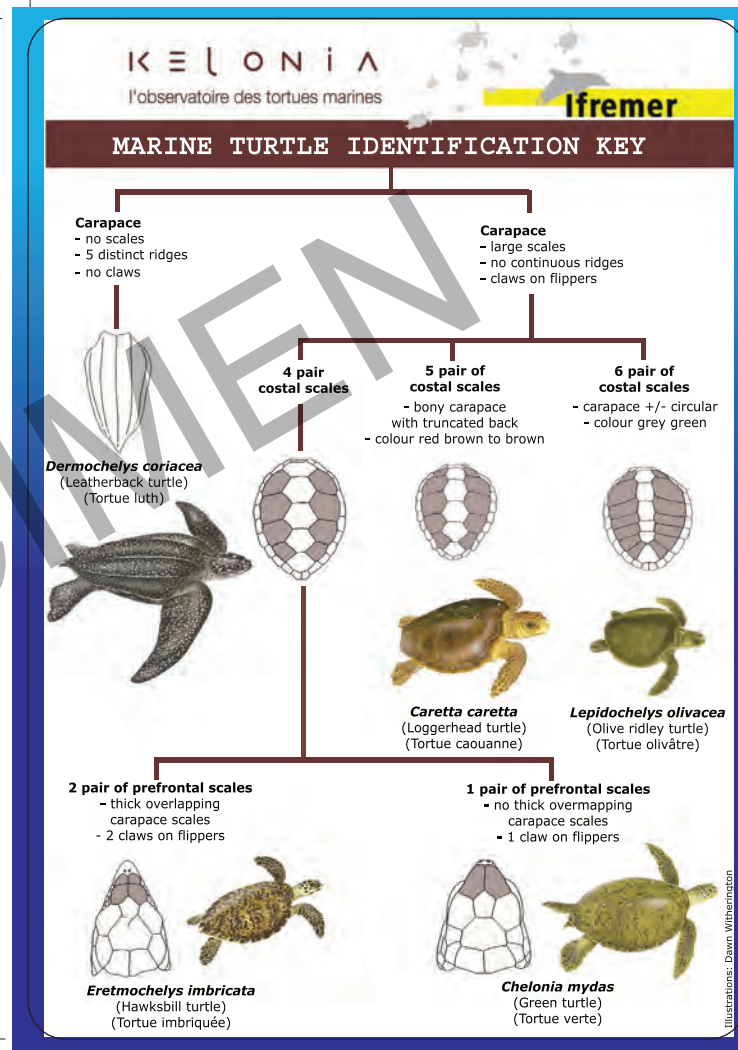 KELONiA
l'observatoire des tortues marines
Ifremer
MARINE TURTLE IDENTIFICATION KEY
Carapace
- no scales
- 5 distinct ridges
- no claws
Carapace
- large scales
- no continuous ridges
- claws on flippers
4 pair
costal scales
5 pair of
costal scales
- bony carapace
with truncated back
- colour red brown to brown
6 pair of
costal scales
- carapace +/- circular
- colour grey green
Dermochelys coriacea
(Leatherback turtle)
(Tortue luth)
Caretta caretta
(Loggerhead turtle)
(Tortue caouanne)
Lepidochelys olivacea
(Olive ridley turtle)
(Tortue olivâtre)
2 pair of prefrontal scales
- thick overlapping
carapace scales
- 2 claws on flippers
1 pair of prefrontal scales
- no thick overmapping
carapace scales
- 1 claw on flippers
Eretmochelys imbricata
(Hawksbill turtle)
(Tortue imbriquée)
Chelonia mydas
(Green turtle)
(Tortue verte)
Illustrations: Dawn Witherington
CIMEN